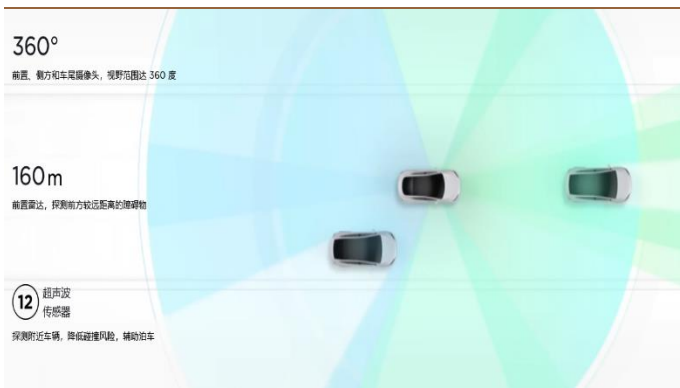 360°
前置、侧方和车尾摄像头，视野范围达 360 度
160m
前置雷达，探测前方较远距离的障碍物
12 超声波
传感器
探测附近车辆，降低碰撞风险，辅助泊车